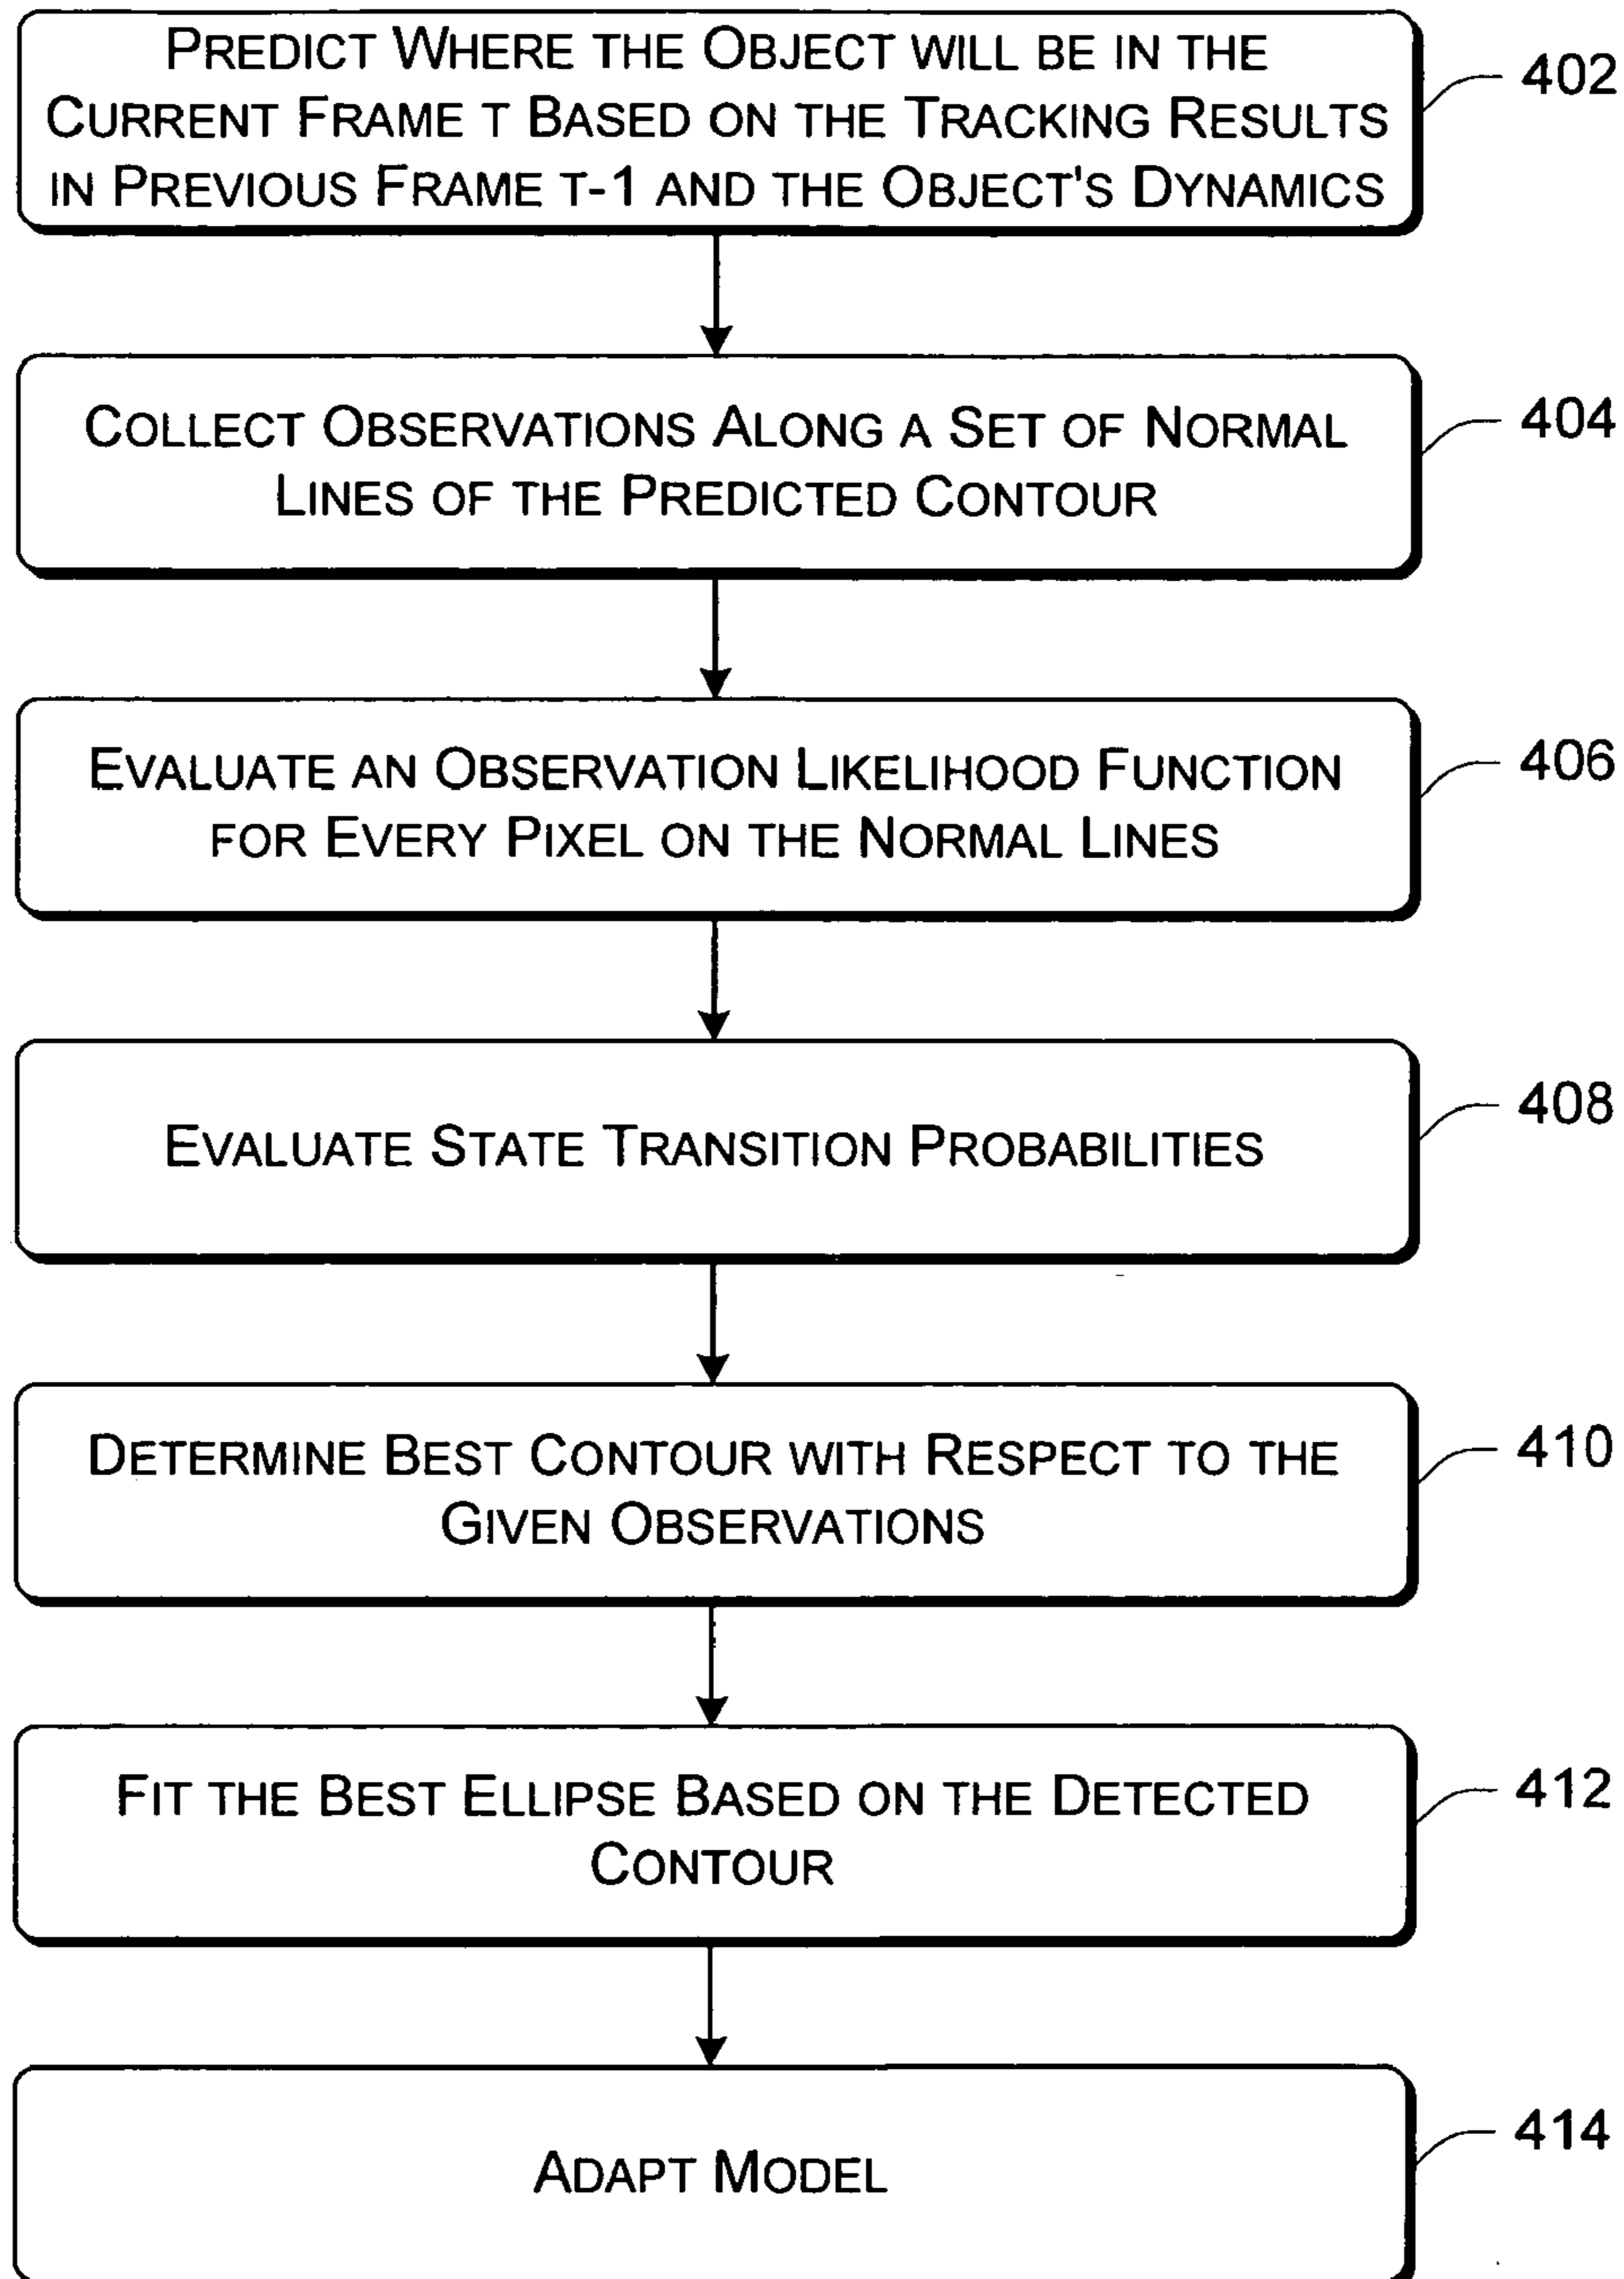 PREDICT WHERE THE OBJECT WILL BE IN THE
CURRENT FRAME T BASED ON THE TRACKING RESULTS
IN PREVIOUS FRAME T-1 AND THE OBJECT'S DYNAMICS
402
COLLECT OBSERVATIONS ALONG A SET OF NORMAL
LINES OF THE PREDICTED CONTOUR
404
EVALUATE AN OBSERVATION LIKELIHOOD FUNCTION
FOR EVERY PIXEL ON THE NORMAL LINES
406
EVALUATE STATE TRANSITION PROBABILITIES
408
DETERMINE BEST CONTOUR WITH RESPECT TO THE
GIVEN OBSERVATIONS
410
FIT THE BEST ELLIPSE BASED ON THE DETECTED
CONTOUR
412
ADAPT MODEL
414